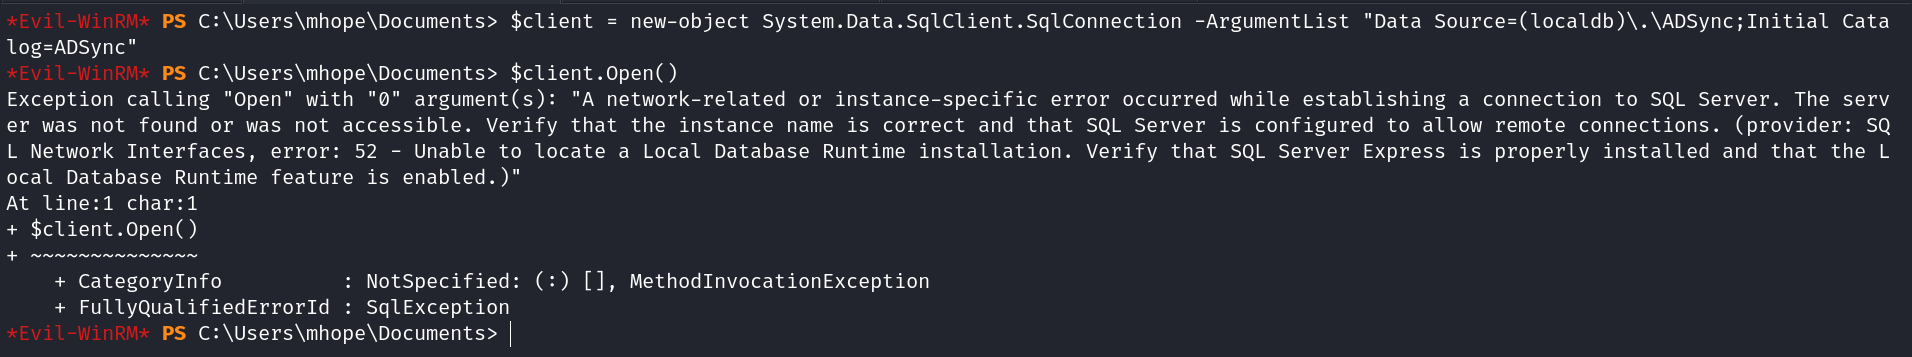 *Evil-WinRM* PS C:\Users\mhope\Documents> $client = new-object System.Data.SqlClient.SqlConnection -ArgumentList "Data Source=(localdb)\.\ADSync;Initial Cata
log=ADSync"
*Evil-WinRM* PS C:\Users\mhope\Documents> $client.Open()
Exception calling "Open" with "0" argument(s): "A network-related or instance-specific error occurred while establishing a connection to SQL Server. The serv
er was not found or was not accessible. Verify that the instance name is correct and that SQL Server is configured to allow remote connections. (provider: SQ
L Network Interfaces, error: 52 - Unable to locate a Local Database Runtime installation. Verify that SQL Server Express is properly installed and that the L
ocal Database Runtime feature is enabled.)"
At line:1 char:1
+ $client.Open()
+ ~~~~~~~~~~~~~~
    + CategoryInfo          : NotSpecified: (:) [], MethodInvocationException
    + FullyQualifiedErrorId : SqlException
*Evil-WinRM* PS C:\Users\mhope\Documents>